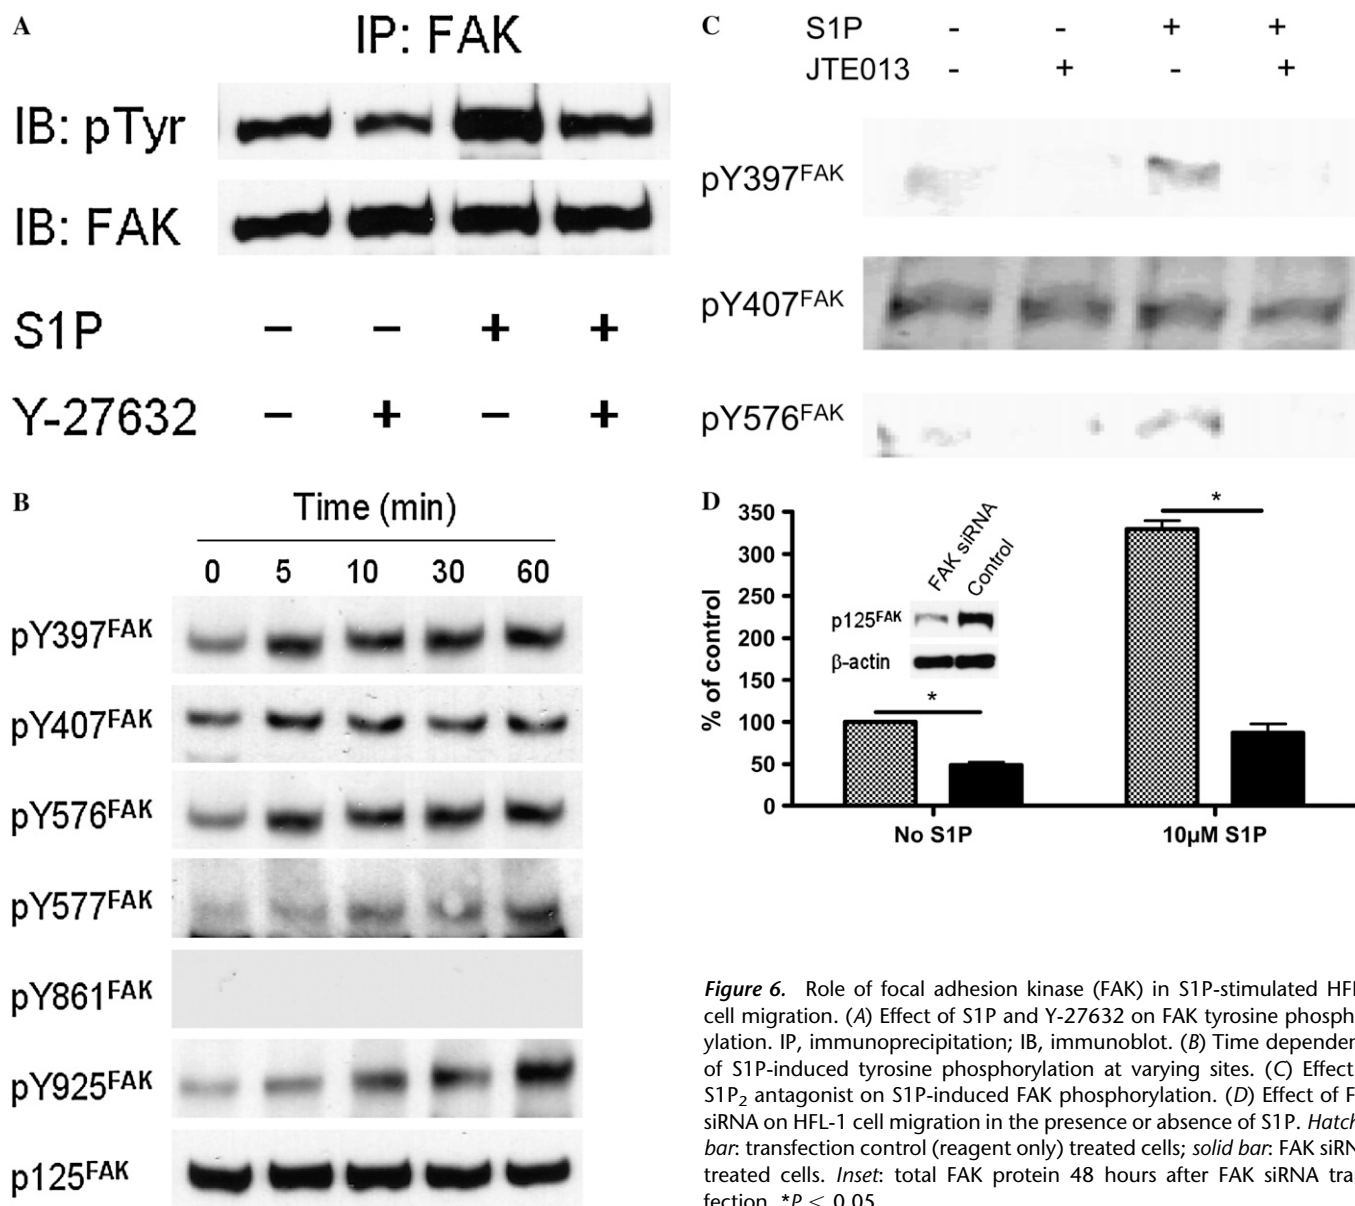 A
IP: FAK
IB: pTyr
IB: FAK
S1P − − + +
Y-27632 − + − +
B
Time (min)
0 5 10 30 60
pY397FAK
pY407FAK
pY576FAK
pY577FAK
pY861FAK
pY925FAK
p125FAK
C
S1P - - + +
JTE013 - + - +
pY397FAK
pY407FAK
pY576FAK
D
% of control
350
300
250
200
150
100
50
0
FAK siRNA
Control
p125FAK
β-actin
*
*
No S1P
10µM S1P
Figure 6. Role of focal adhesion kinase (FAK) in S1P-stimulated HFL
cell migration. (A) Effect of S1P and Y-27632 on FAK tyrosine phosph
ylation. IP, immunoprecipitation; IB, immunoblot. (B) Time dependen
of S1P-induced tyrosine phosphorylation at varying sites. (C) Effect
S1P2 antagonist on S1P-induced FAK phosphorylation. (D) Effect of F
siRNA on HFL-1 cell migration in the presence or absence of S1P. Hatch
bar: transfection control (reagent only) treated cells; solid bar: FAK siRN
treated cells. Inset: total FAK protein 48 hours after FAK siRNA tra
fection. *P < 0.05